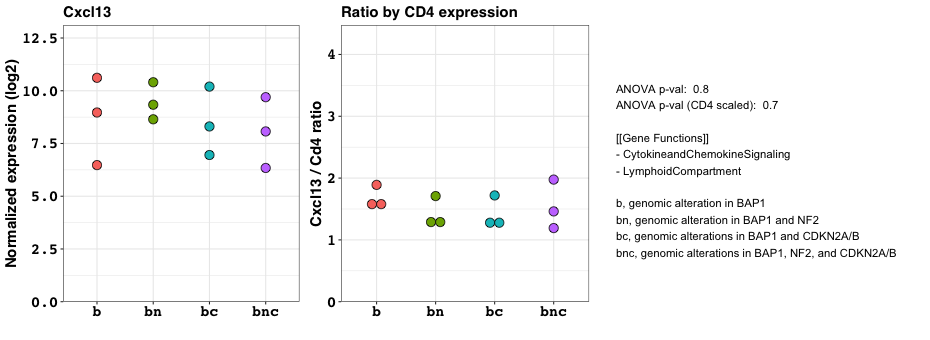 Cxcl13
Normalized expression (log2)
12.5
10.0
7.5
5.0
2.5
0.0
b bn bc bnc
Ratio by CD4 expression
Cxcl13 / Cd4 ratio
4
3
2
1
0
b bn bc bnc
ANOVA p-val:  0.8
ANOVA p-val (CD4 scaled):  0.7
[[Gene Functions]]
- CytokineandChemokineSignaling
- LymphoidCompartment
b, genomic alteration in BAP1
bn, genomic alteration in BAP1 and NF2
bc, genomic alterations in BAP1 and CDKN2A/B
bnc, genomic alterations in BAP1, NF2, and CDKN2A/B